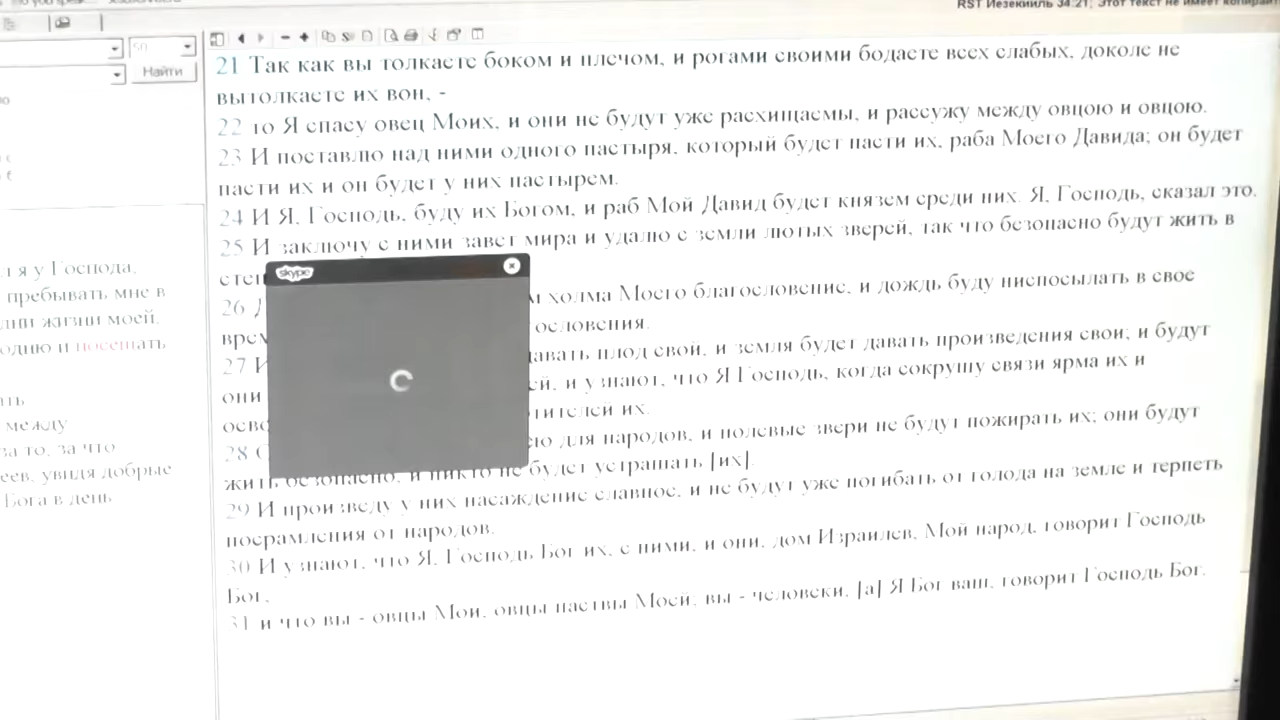 RST Иезекииль 34:21; Этот текст не имеет копирайт
50
Найти
21 Так как вы толкаете боком и плечом, и рогами своими бодаете всех слабых, доколе не
вытолкаете их вон, -
22 то Я спасу овец Моих, и они не будут уже расхищаемы, и рассужу между овцою и овцою.
23 И поставлю над ними одного пастыря, который будет пасти их, раба Моего Давида; он будет
пасти их и он будет у них пастырем.
24 И Я, Господь, буду их Богом, и раб Мой Давид будет князем среди них. Я, Господь, сказал это.
25 И заключу с ними завет мира и удалю с земли лютых зверей, так что безопасно будут жить в
26
холма Моего благословение, и дождь буду ниспосылать в свое
27 И
давать плод свой, и земля будет давать произведения свои; и будут
они
и узнают, что Я Господь, когда сокрушу связи ярма их и
их.
28
для народов, и полевые звери не будут пожирать их; они будут
жить безопасно, и никто не будет устрашать [их].
29 И произведу у них насаждение славное, и не будут уже погибать от голода на земле и терпеть
посрамления от народов.
30 И узнают, что Я, Господь Бог их, с ними, и они, дом Израилев, Мой народ, говорит Господь
Бог,
31 и что вы - овцы Мои, овцы паствы Моей, вы - человеки, [а] Я Бог ваш, говорит Господь Бог.
skype
я у Господа,
пребывать мне в
жизни моей,
и посещать
между
за то, за что
увидя добрые
Бога в день